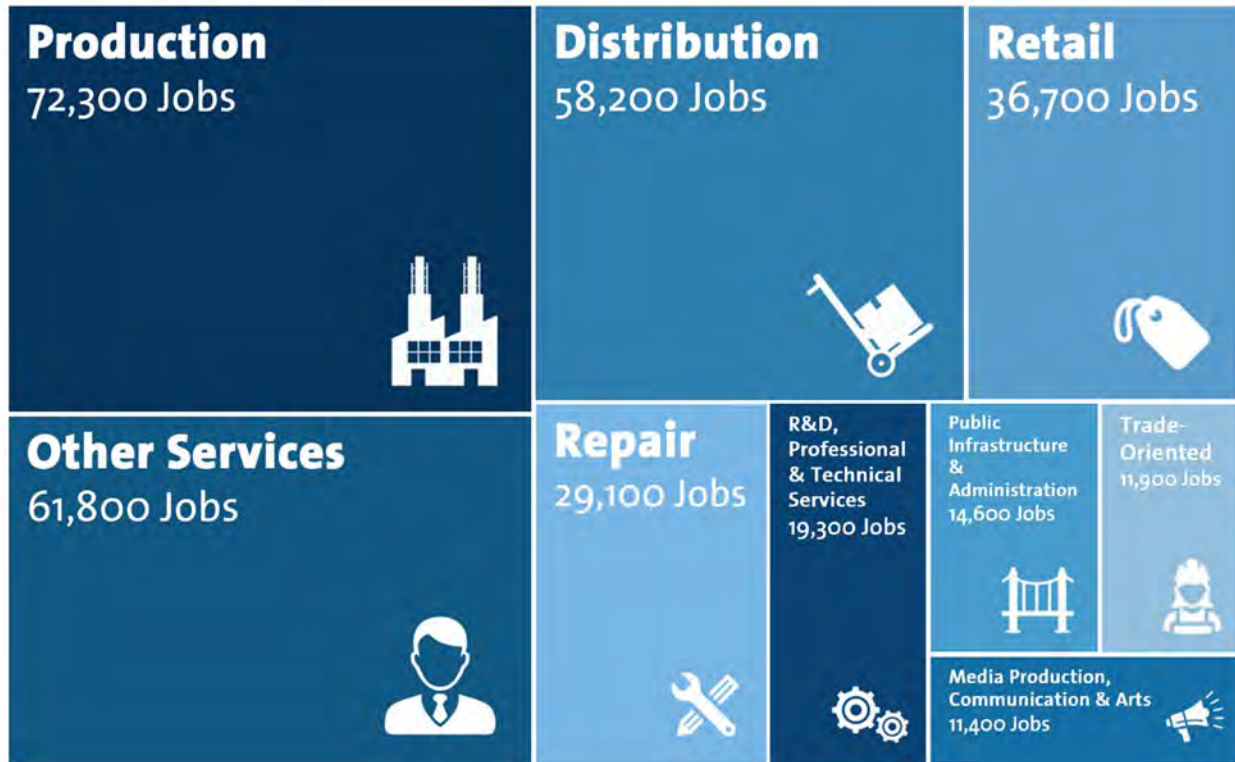 Production
72,300 Jobs
Distribution
58,200 Jobs
Retail
36,700 Jobs
Other Services
61,800 Jobs
Repair
29,100 Jobs
R&D,
Professional
& Technical
Services
19,300 Jobs
Public
Infrastructure
&
Administration
14,600 Jobs
Trade-
Oriented
11,900 Jobs
Media Production,
Communication & Arts
11,400 Jobs